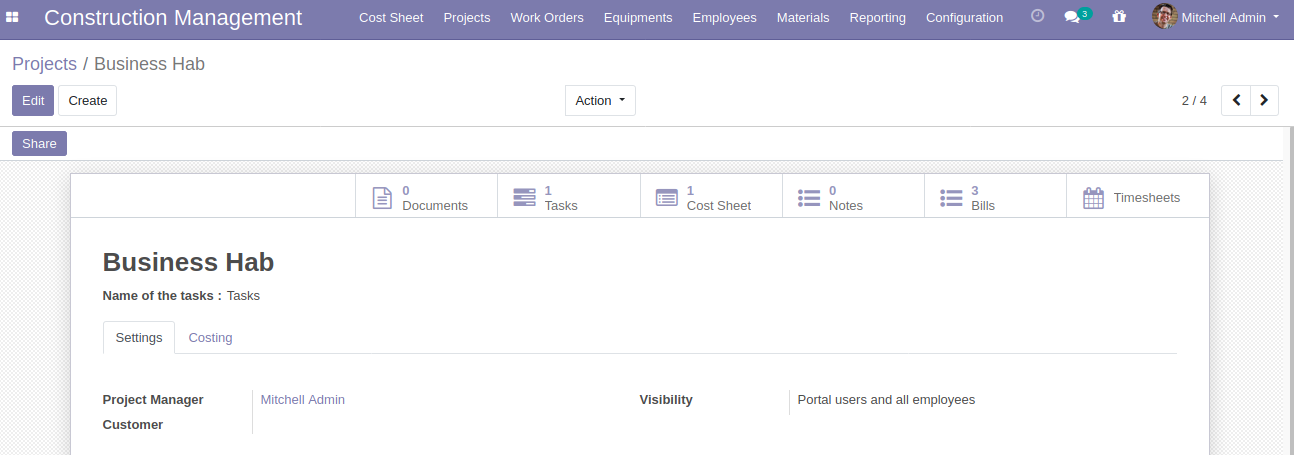 Construction Management Cost Sheet Projects Work Orders Equipments Employees Materials Reporting Configuration 3 Mitchell Admin
Projects / Business Hab
Edit Create Action 2 / 4
Share
0 1 1 0 3
Documents Tasks Cost Sheet Notes Bills Timesheets
Business Hab
Name of the tasks : Tasks
Settings Costing
Project Manager Mitchell Admin Visibility Portal users and all employees
Customer